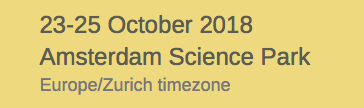 23-25 October 2018
Amsterdam Science Park
Europe/Zurich timezone